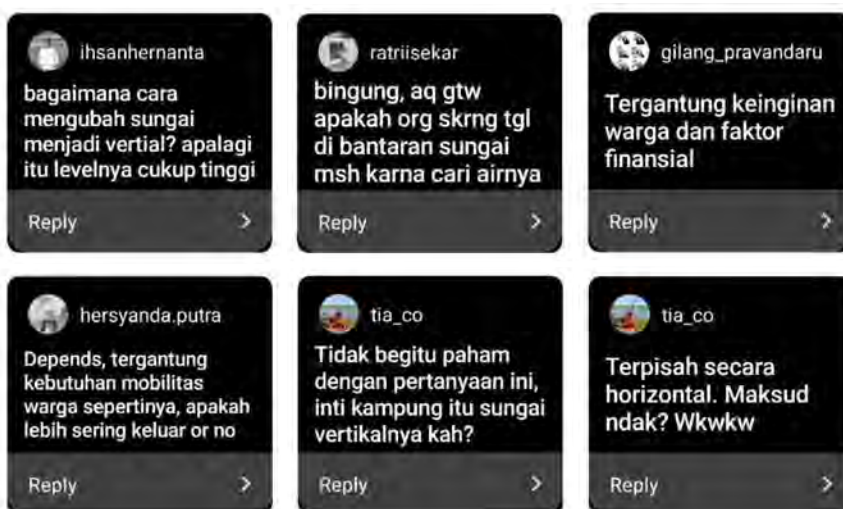 ihsanhernanta
bagaimana cara
mengubah sungai
menjadi vertial? apalagi
itu levelnya cukup tinggi
Reply
ratriisekar
bingung, aq gtw
apakah org skrng tgl
di bantaran sungai
msh karna cari airnya
Reply
gilang_pravandaru
Tergantung keinginan
warga dan faktor
finansial
Reply
hersyanda.putra
Depends, tergantung
kebutuhan mobilitas
warga sepertinya, apakah
lebih sering keluar or no
Reply
tia_co
Tidak begitu paham
dengan pertanyaan ini,
inti kampung itu sungai
vertikalnya kah?
Reply
tia_co
Terpisah secara
horizontal. Maksud
ndak? Wkwkw
Reply